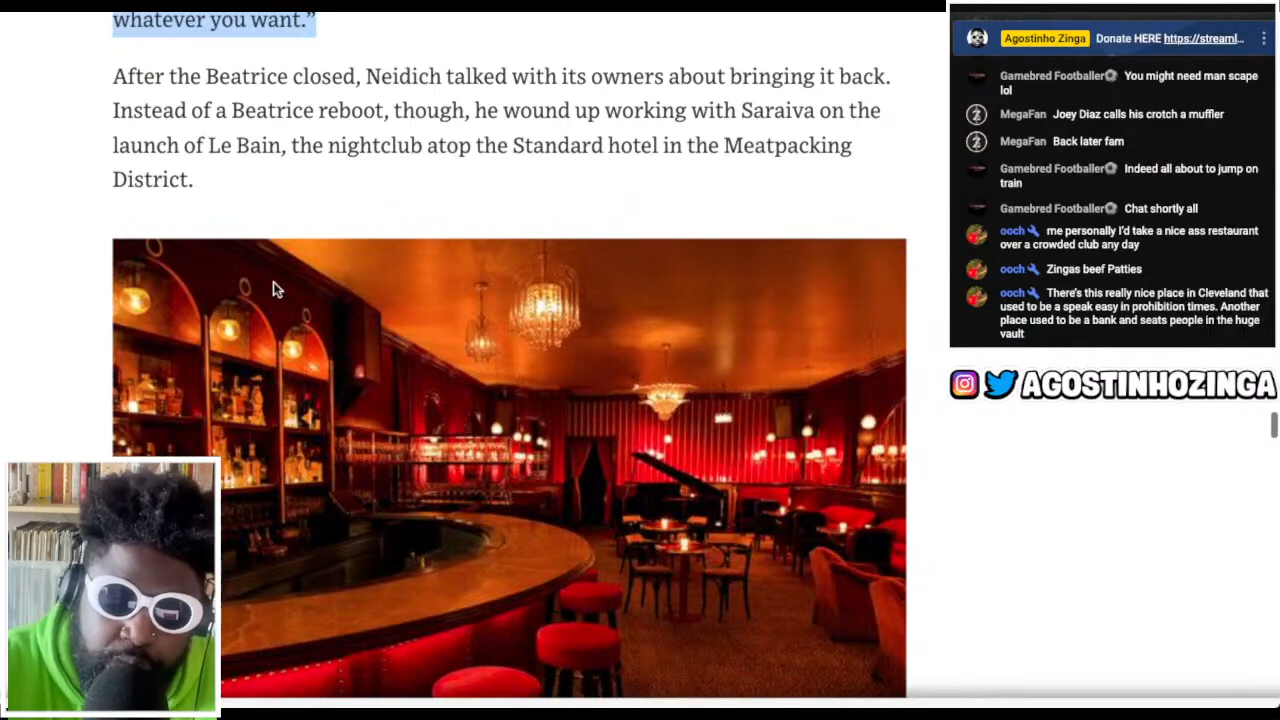 whatever you want.”
After the Beatrice closed, Neidich talked with its owners about bringing it back.
Instead of a Beatrice reboot, though, he wound up working with Saraiva on the
launch of Le Bain, the nightclub atop the Standard hotel in the Meatpacking
District.
Agostinho Zinga Donate HERE https://streaml...
Gamebred Footballer You might need man scape
lol
MegaFan Joey Diaz calls his crotch a muffler
MegaFan Back later fam
Gamebred Footballer Indeed all about to jump on
train
Gamebred Footballer Chat shortly all
ooch me personally I'd take a nice ass restaurant
over a crowded club any day
ooch Zingas beef Patties
ooch There's this really nice place in Cleveland that
used to be a speak easy in prohibition times. Another
place used to be a bank and seats people in the huge
vault
AGOSTINHOZINGA